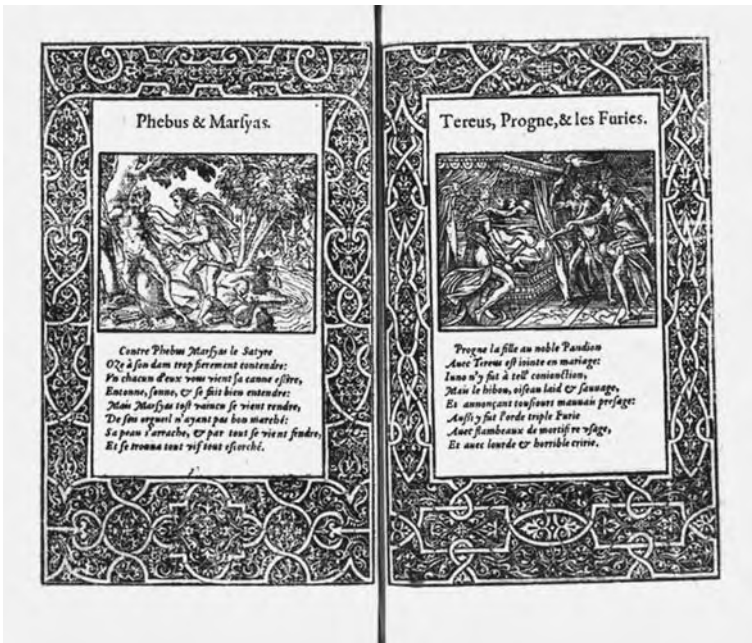 Phebus & Marſyas.
Contre Phebus Marſyas le Satyre
OZe à ſon dam trop fierement contendre:
Vn chacun d'eux vous vient ſa canne eſlire,
Entonne, ſonne, & ſe fait bien entendre:
Mais Marſyas toſt vaincu ſe vient rendre,
De ſon orgueil n'ayant pas bon marché:
Sa peau s'arrache, & par tout ſe vient fendre,
Et ſe trouua tout vif tout eſcorché.
Tereus, Progne, & les Furies.
Progne la fille au noble Pandion
Auec Tereus eſt iointe en mariage:
Iuno n'y fut à tell' conionction,
Mais le hibou, oiſeau laid & ſauuage,
Et annonçant touſiours mauuais preſage:
Auſſi y fut l'orde triple Furie
Auec flambeaux de mortifere vſage,
Et auec lourde & horrible cririe.